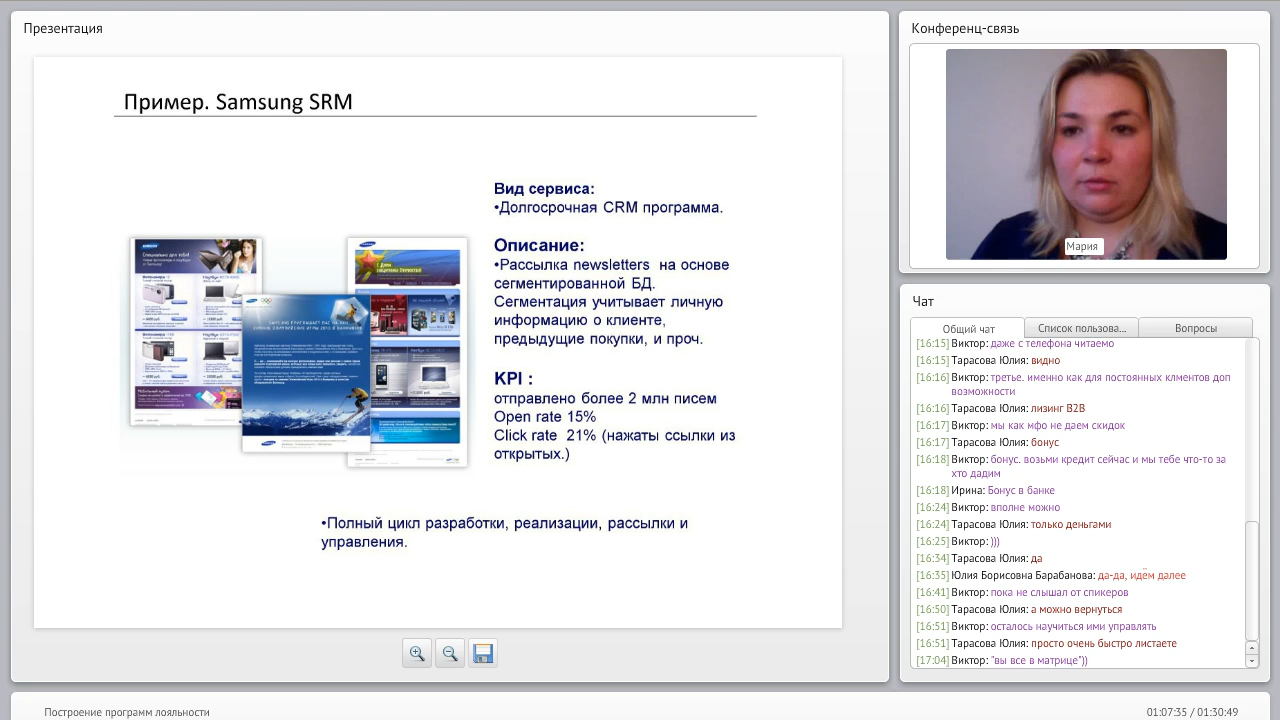 Презентация
Пример. Samsung SRM
Вид сервиса:
•Долгосрочная CRM программа.
Описание:
•Рассылка newsletters на основе
сегментированной БД.
Сегментация учитывает личную
информацию о клиенте,
предыдущие покупки, и проч.
KPI :
отправлено более 2 млн писем
Open rate 15%
Click rate 21% (нажаты ссылки из
открытых.)
•Полный цикл разработки, реализации, рассылки и
управления.
SAMSUNG
Специально для тебя!
Конференц-связь
Мария
Чат
Общий чат
Список пользова...
Вопросы
[16:15] Виктор: даже с телефона читаемо
[16:15] Тарасова Юлия: видно
[16:16] Виктор: третье. именно как для первичных клментов доп
возможности
[16:16] Тарасова Юлия: лизинг В2В
[16:17] Виктор: мы как мфо не даем скидок
[16:17] Тарасова Юлия: бонус
[16:18] Виктор: бонус. возьми кредит сейчас и мы тебе что-то за
хто дадим
[16:18] Ирина: Бонус в банке
[16:24] Виктор: вполне можно
[16:24] Тарасова Юлия: только деньгами
[16:25] Виктор: )))
[16:34] Тарасова Юлия: да
[16:35] Юлия Борисовна Барабанова: да-да, идём далее
[16:41] Виктор: пока не слышал от спикеров
[16:50] Тарасова Юлия: а можно вернуться
[16:51] Виктор: осталось научиться ими управлять
[16:51] Тарасова Юлия: просто очень быстро листаете
[17:04] Виктор: "вы все в матрице"))
Построение программ лояльности
01:07:35 / 01:30:49